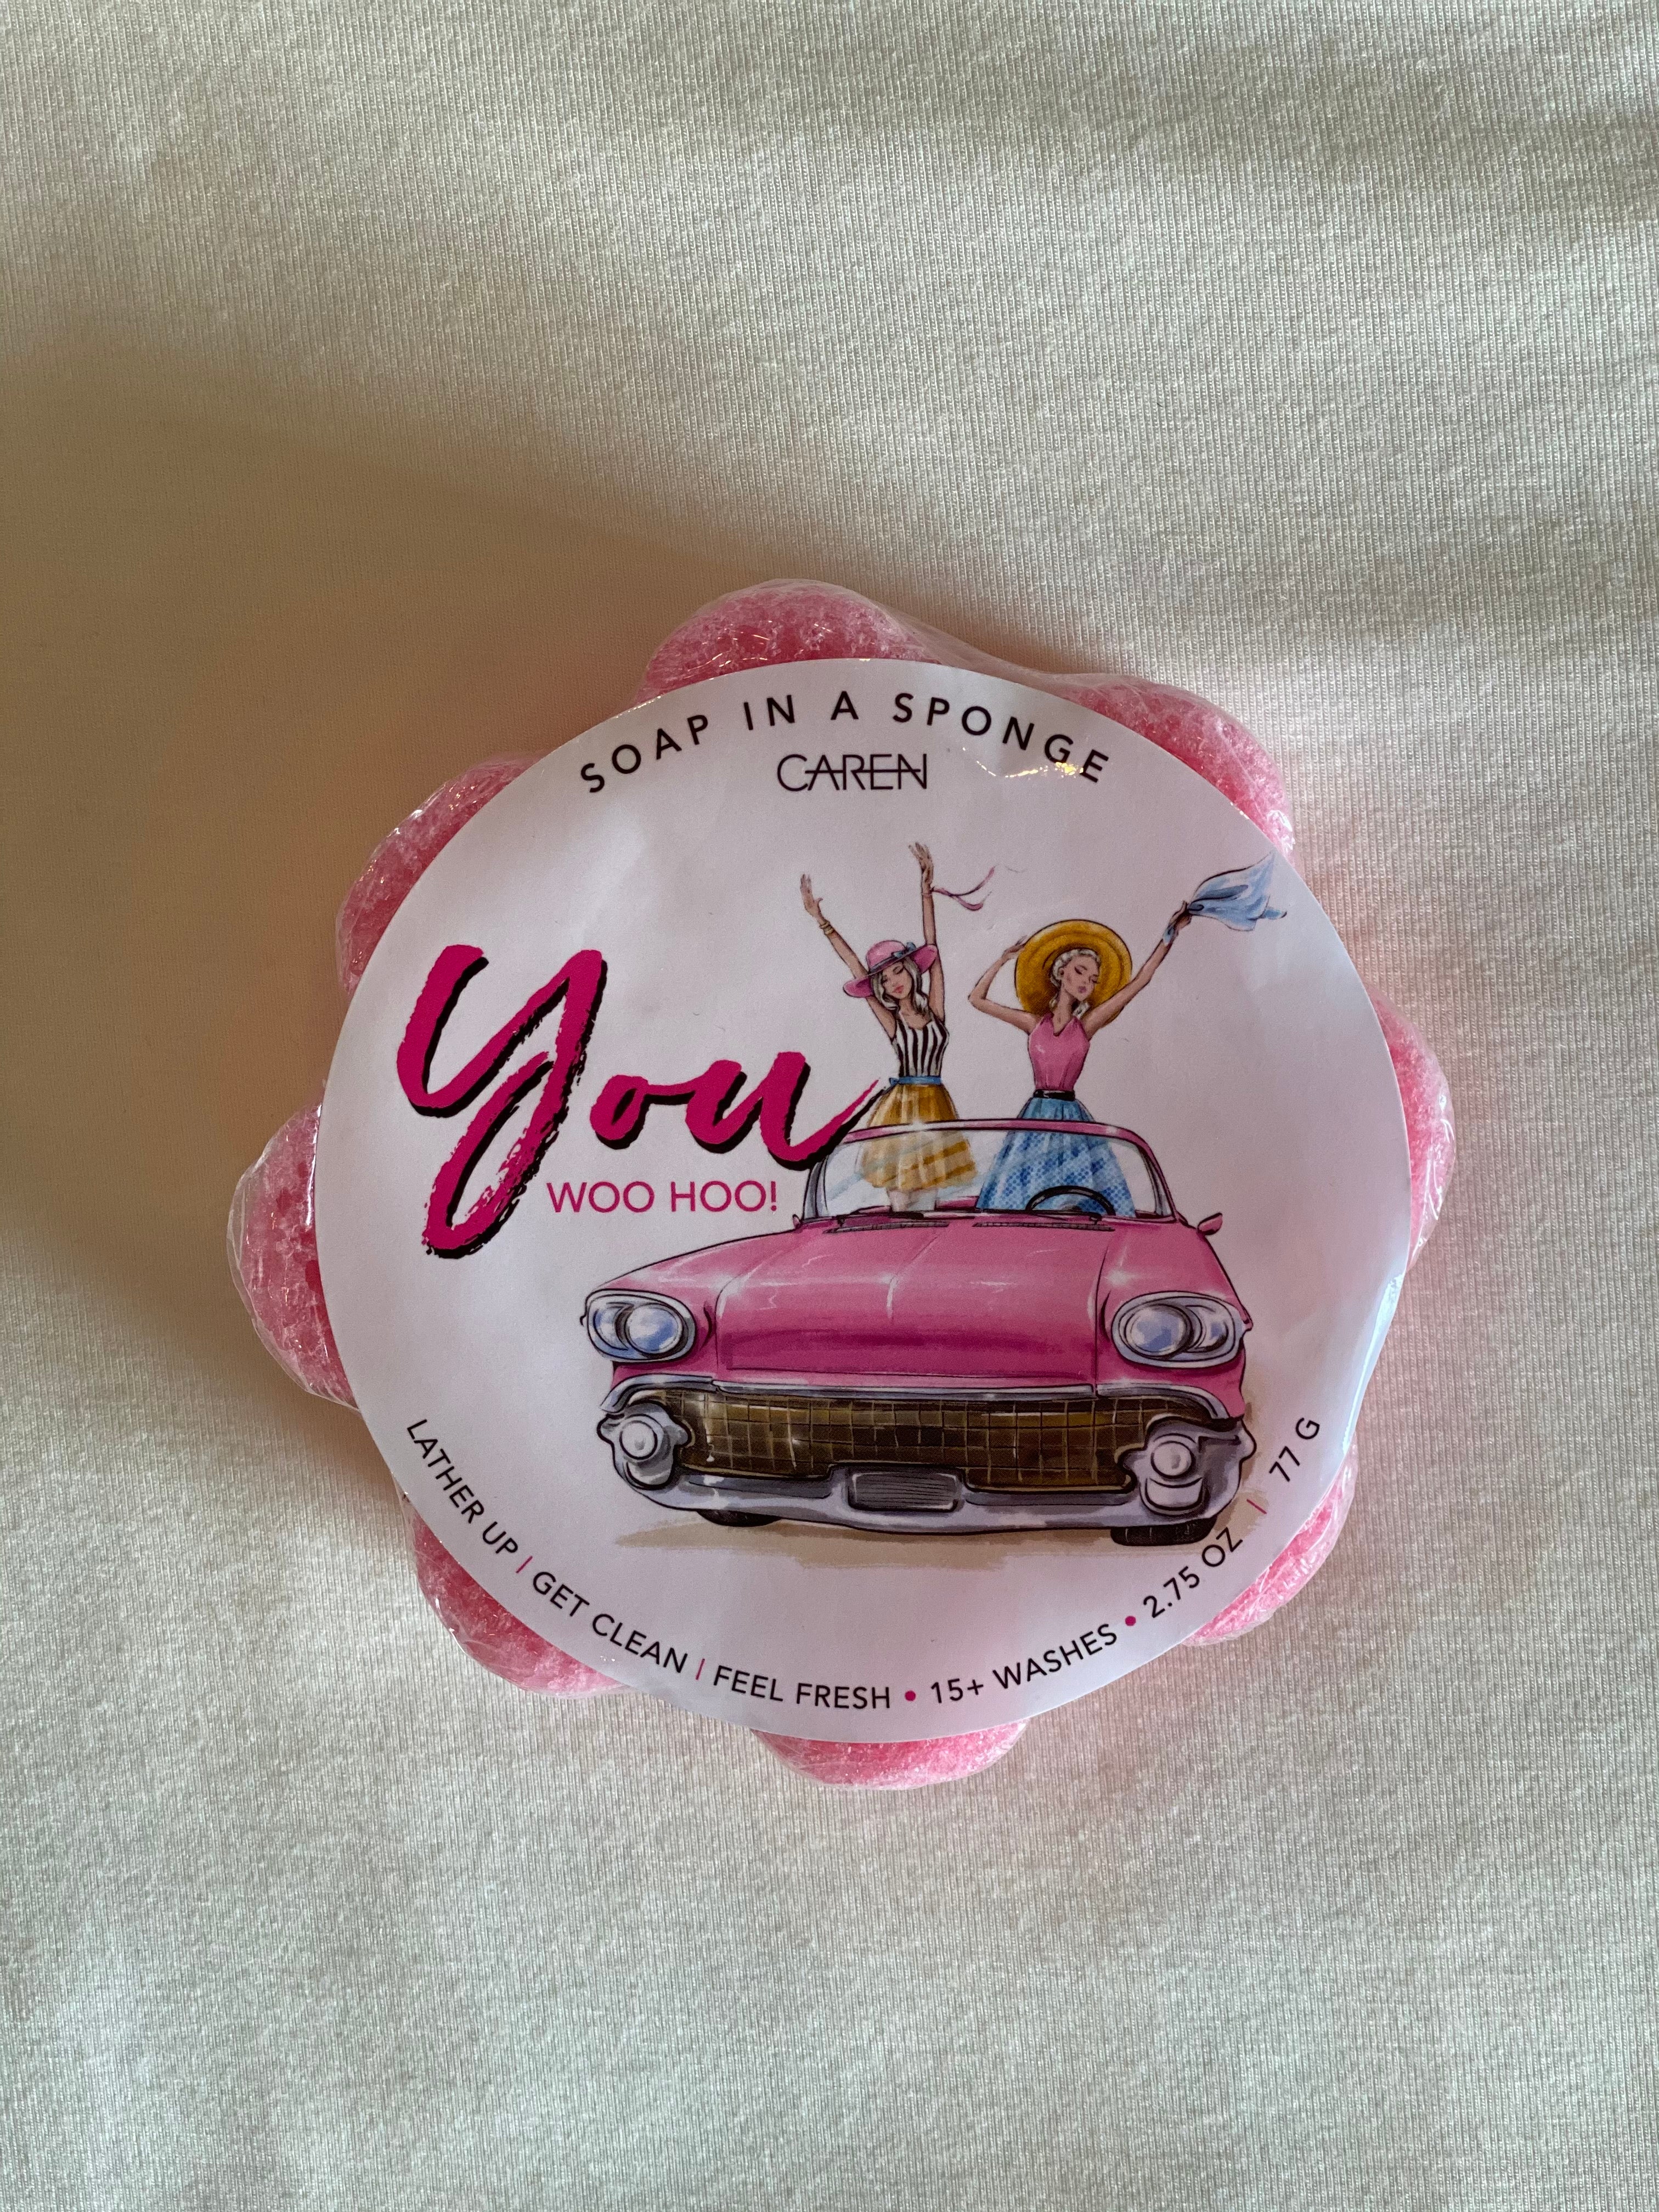 SOAP IN A SPONGE
CAREN
You
WOO HOO!
LATHER UP | GET CLEAN | FEEL FRESH • 15+ WASHES • 2.75 OZ | 77 G